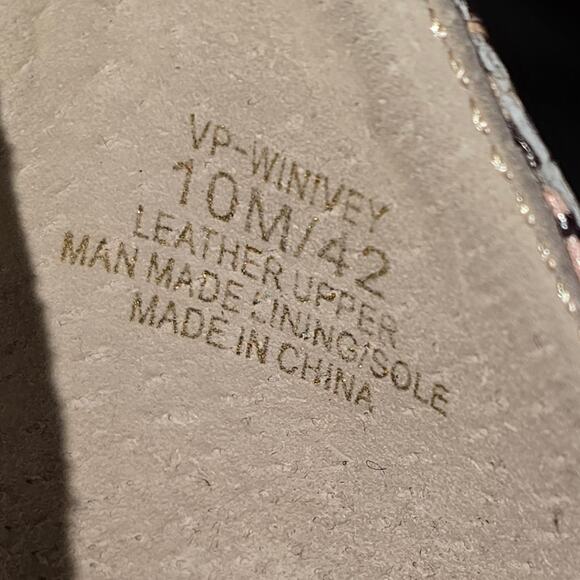 VP-WINIVEY
10M/42
LEATHER UPPER
MAN MADE LINING/SOLE
MADE IN CHINA